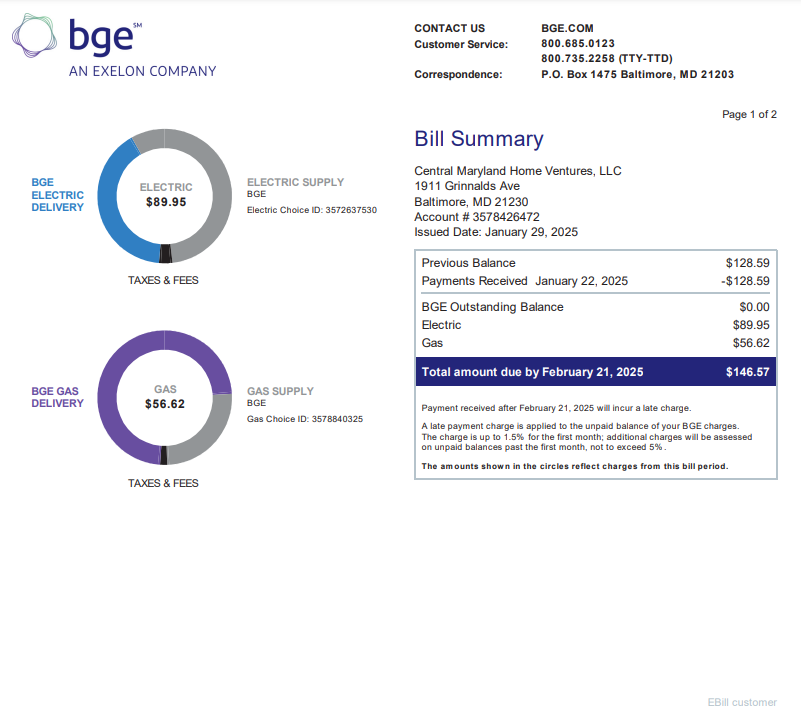 bge℠
AN EXELON COMPANY
CONTACT US BGE.COM
Customer Service: 800.685.0123
800.735.2258 (TTY-TTD)
Correspondence: P.O. Box 1475 Baltimore, MD 21203
Page 1 of 2
BGE
ELECTRIC
DELIVERY
ELECTRIC
$89.95
ELECTRIC SUPPLY
BGE
Electric Choice ID: 3572637530
TAXES & FEES
BGE GAS
DELIVERY
GAS
$56.62
GAS SUPPLY
BGE
Gas Choice ID: 3578840325
TAXES & FEES
Bill Summary
Central Maryland Home Ventures, LLC
1911 Grinnalds Ave
Baltimore, MD 21230
Account # 3578426472
Issued Date: January 29, 2025
Previous Balance $128.59
Payments Received January 22, 2025 -$128.59
BGE Outstanding Balance $0.00
Electric $89.95
Gas $56.62
Total amount due by February 21, 2025 $146.57
Payment received after February 21, 2025 will incur a late charge.
A late payment charge is applied to the unpaid balance of your BGE charges.
The charge is up to 1.5% for the first month; additional charges will be assessed
on unpaid balances past the first month, not to exceed 5%.
The amounts shown in the circles reflect charges from this bill period.
EBill customer